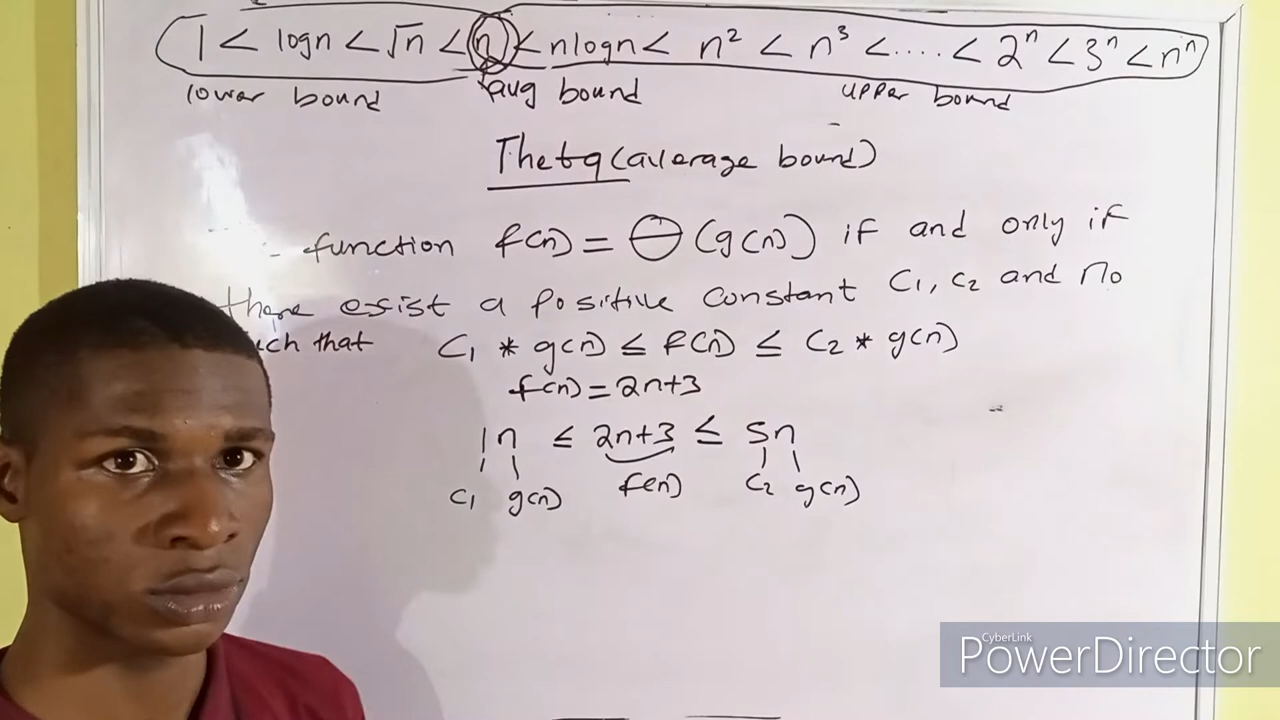 1 < logn < √n < n < nlogn < n² < n³ < .... < 2ⁿ < 3ⁿ < nⁿ
lower bound avg bound upper bound
Theta (average bound)
function f(n) = Θ (g(n)) if and only if
there exist a positive constant C₁, C₂ and no
such that C₁ * g(n) ≤ f(n) ≤ C₂ * g(n)
f(n) = 2n+3
1n ≤ 2n+3 ≤ 5n
C₁ g(n) f(n) C₂ g(n)
CyberLink
PowerDirector